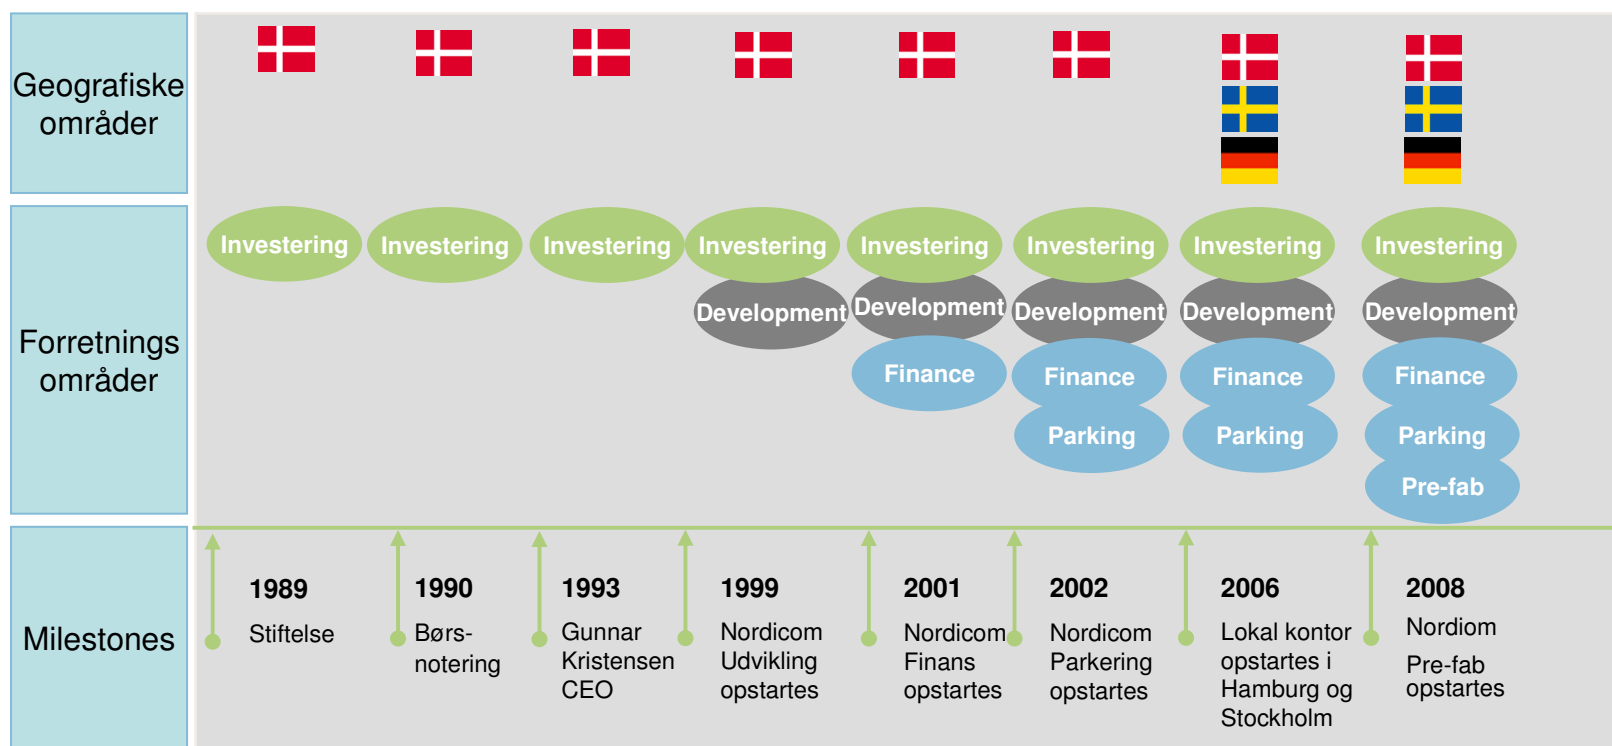 Geografiske
områder
Forretnings
områder
Investering
Investering
Investering
Investering
Investering
Investering
Investering
Investering
Development
Development
Development
Development
Development
Finance
Finance
Finance
Finance
Parking
Parking
Parking
Pre-fab
Milestones
1989
Stiftelse
1990
Børs-
notering
1993
Gunnar
Kristensen
CEO
1999
Nordicom
Udvikling
opstartes
2001
Nordicom
Finans
opstartes
2002
Nordicom
Parkering
opstartes
2006
Lokal kontor
opstartes i
Hamburg og
Stockholm
2008
Nordiom
Pre-fab
opstartes